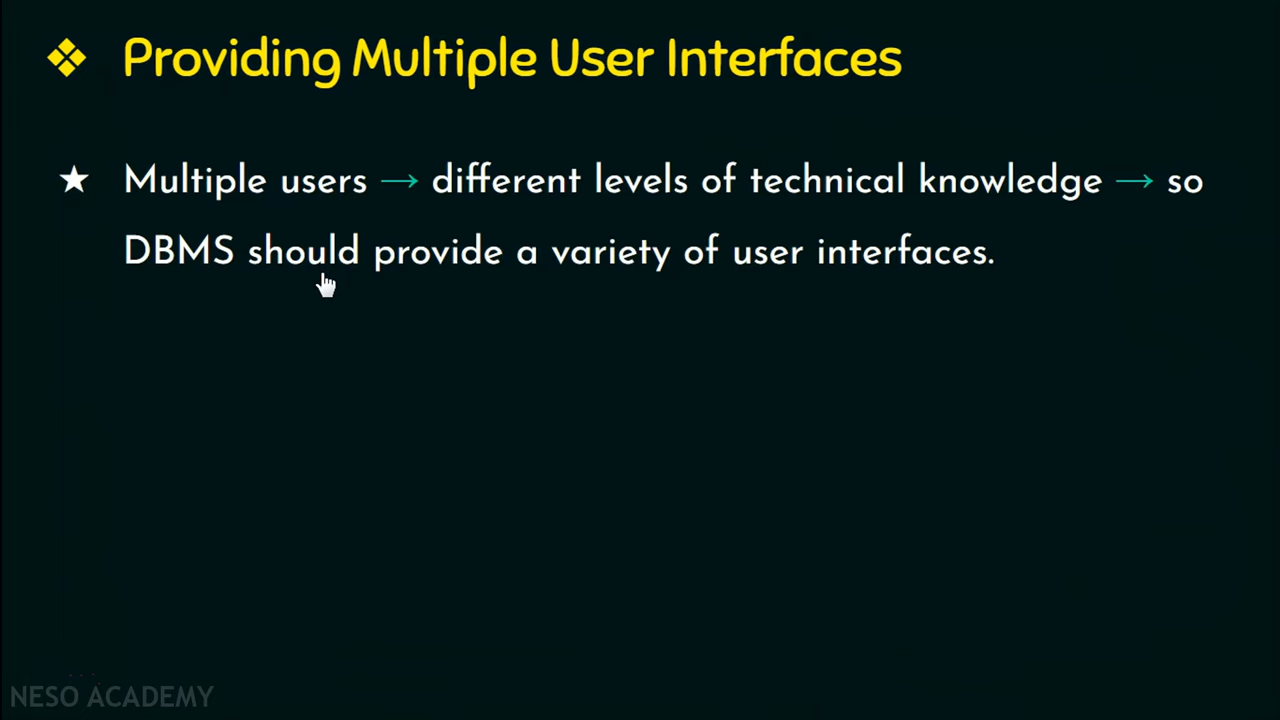 ❖ Providing Multiple User Interfaces
★ Multiple users → different levels of technical knowledge → so
DBMS should provide a variety of user interfaces.
NESO ACADEMY